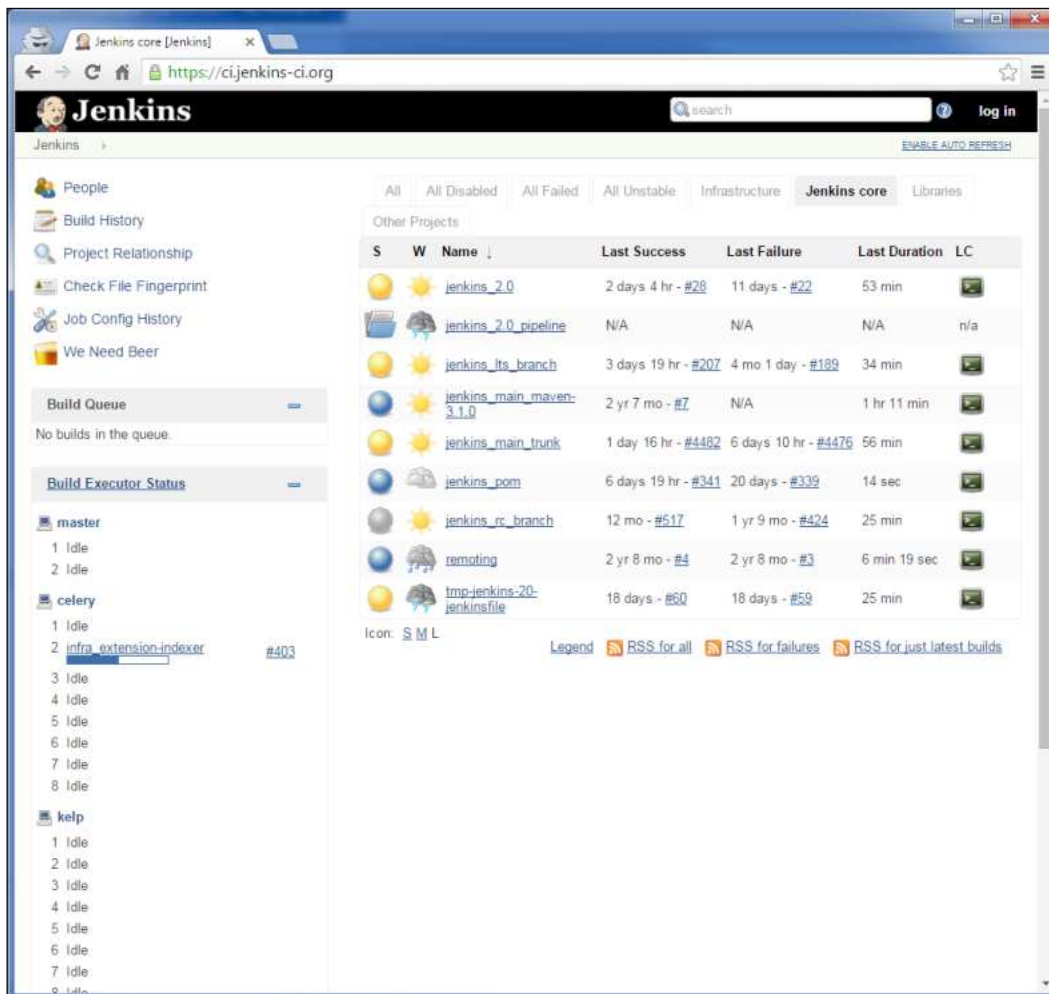 Jenkins core [Jenkins]
https://ci.jenkins-ci.org
Jenkins
search
log in
Jenkins
ENABLE AUTO REFRESH
People
Build History
Project Relationship
Check File Fingerprint
Job Config History
We Need Beer
Build Queue
No builds in the queue.
Build Executor Status
master
1 Idle
2 Idle
celery
1 Idle
2 infra_extension-indexer #403
3 Idle
4 Idle
5 Idle
6 Idle
7 Idle
8 Idle
kelp
1 Idle
2 Idle
3 Idle
4 Idle
5 Idle
6 Idle
7 Idle
8 Idle
All All Disabled All Failed All Unstable Infrastructure Jenkins core Libraries
Other Projects
S W Name ↓ Last Success Last Failure Last Duration LC
jenkins_2.0 2 days 4 hr - #28 11 days - #22 53 min
jenkins_2.0_pipeline N/A N/A N/A n/a
jenkins_lts_branch 3 days 19 hr - #207 4 mo 1 day - #189 34 min
jenkins_main_maven-
3.1.0 2 yr 7 mo - #7 N/A 1 hr 11 min
jenkins_main_trunk 1 day 16 hr - #4482 6 days 10 hr - #4476 56 min
jenkins_pom 6 days 19 hr - #341 20 days - #339 14 sec
jenkins_rc_branch 12 mo - #517 1 yr 9 mo - #424 25 min
remoting 2 yr 8 mo - #4 2 yr 8 mo - #3 6 min 19 sec
tmp-jenkins-20-
jenkinsfile 18 days - #60 18 days - #59 25 min
Icon: S M L
Legend RSS for all RSS for failures RSS for just latest builds